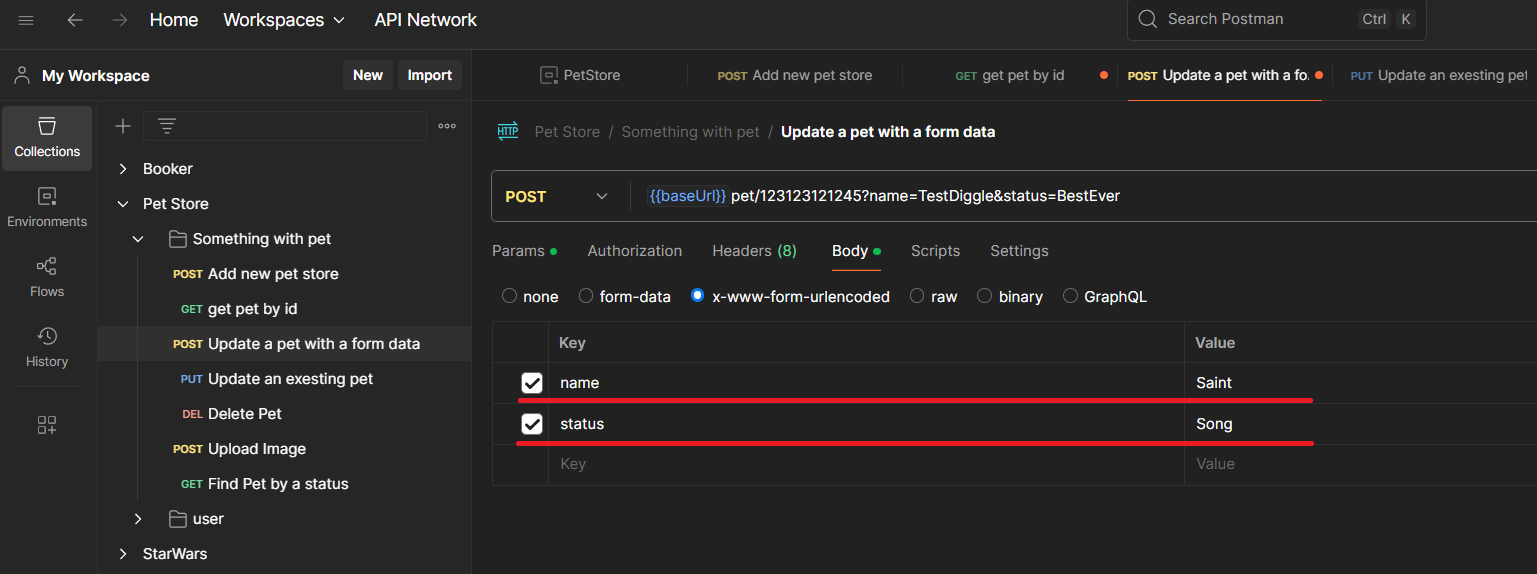 Home Workspaces API Network Search Postman Ctrl K
My Workspace New Import
PetStore POST Add new pet store GET get pet by id POST Update a pet with a fo. PUT Update an exesting pet
Collections
Environments
Flows
History
Booker
Pet Store
Something with pet
POST Add new pet store
GET get pet by id
POST Update a pet with a form data
PUT Update an exesting pet
DEL Delete Pet
POST Upload Image
GET Find Pet by a status
user
StarWars
HTTP Pet Store / Something with pet / Update a pet with a form data
POST {{baseUrl}} pet/123123121245?name=TestDiggle&status=BestEver
Params Authorization Headers (8) Body Scripts Settings
none form-data x-www-form-urlencoded raw binary GraphQL
Key Value
name Saint
status Song
Key Value